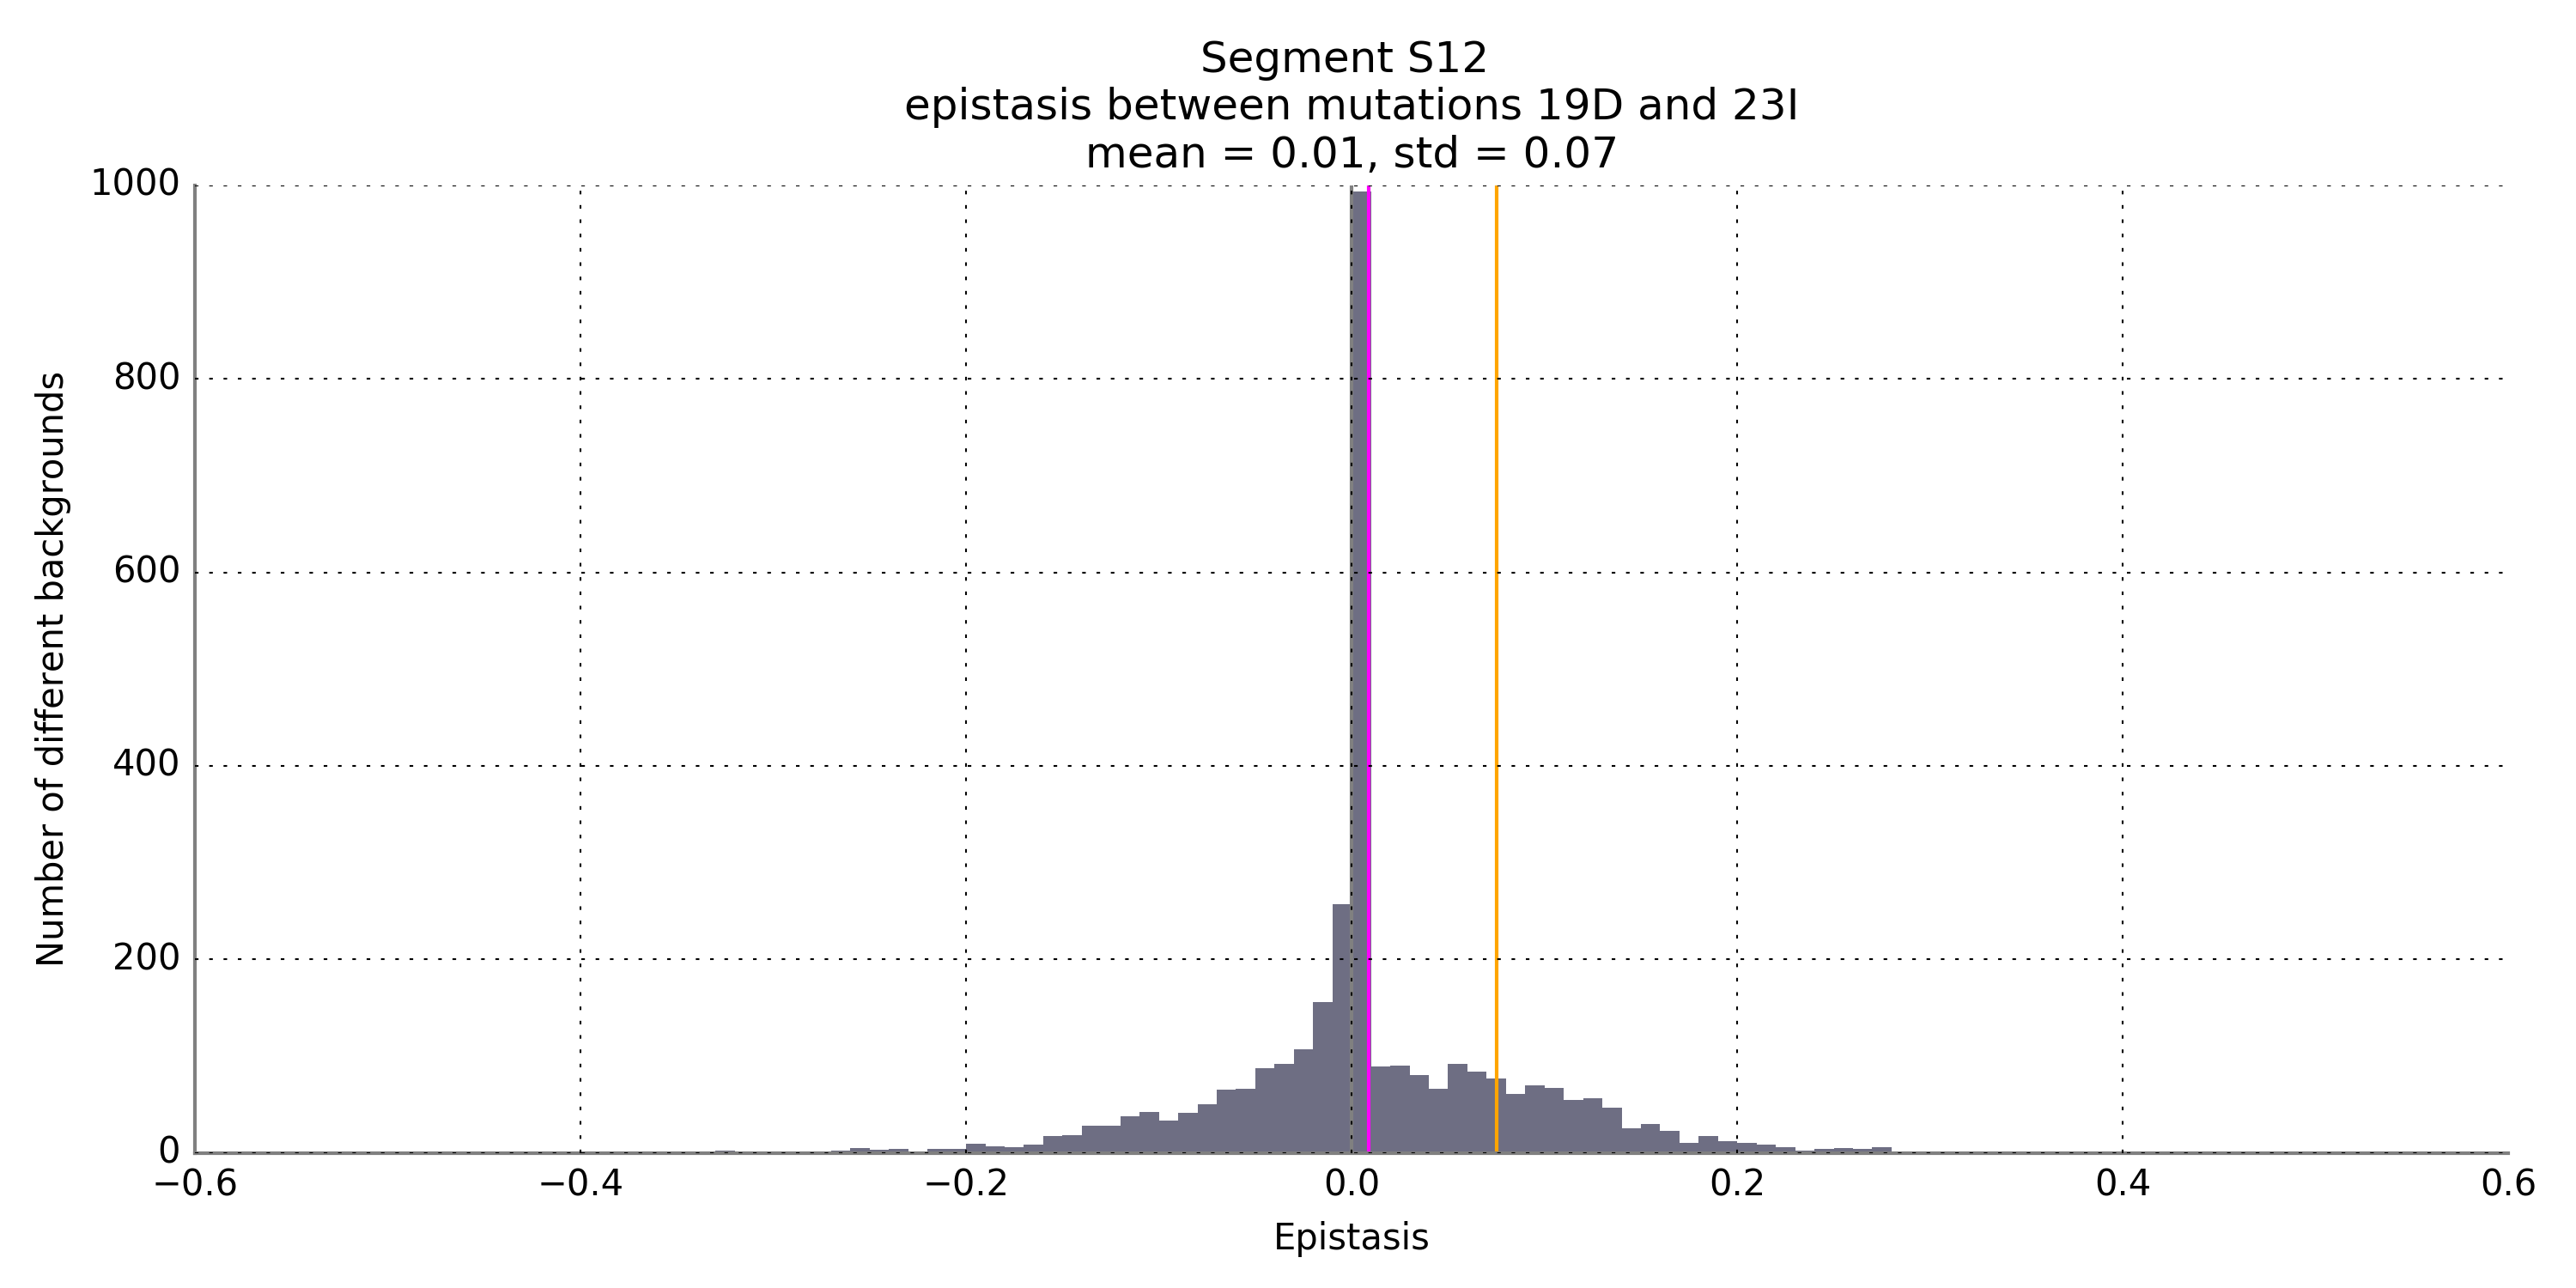 Segment S12
epistasis between mutations 19D and 23I
mean = 0.01, std = 0.07
1000
800
600
400
200
0
Number of different backgrounds
−0.6 −0.4 −0.2 0.0 0.2 0.4 0.6
Epistasis